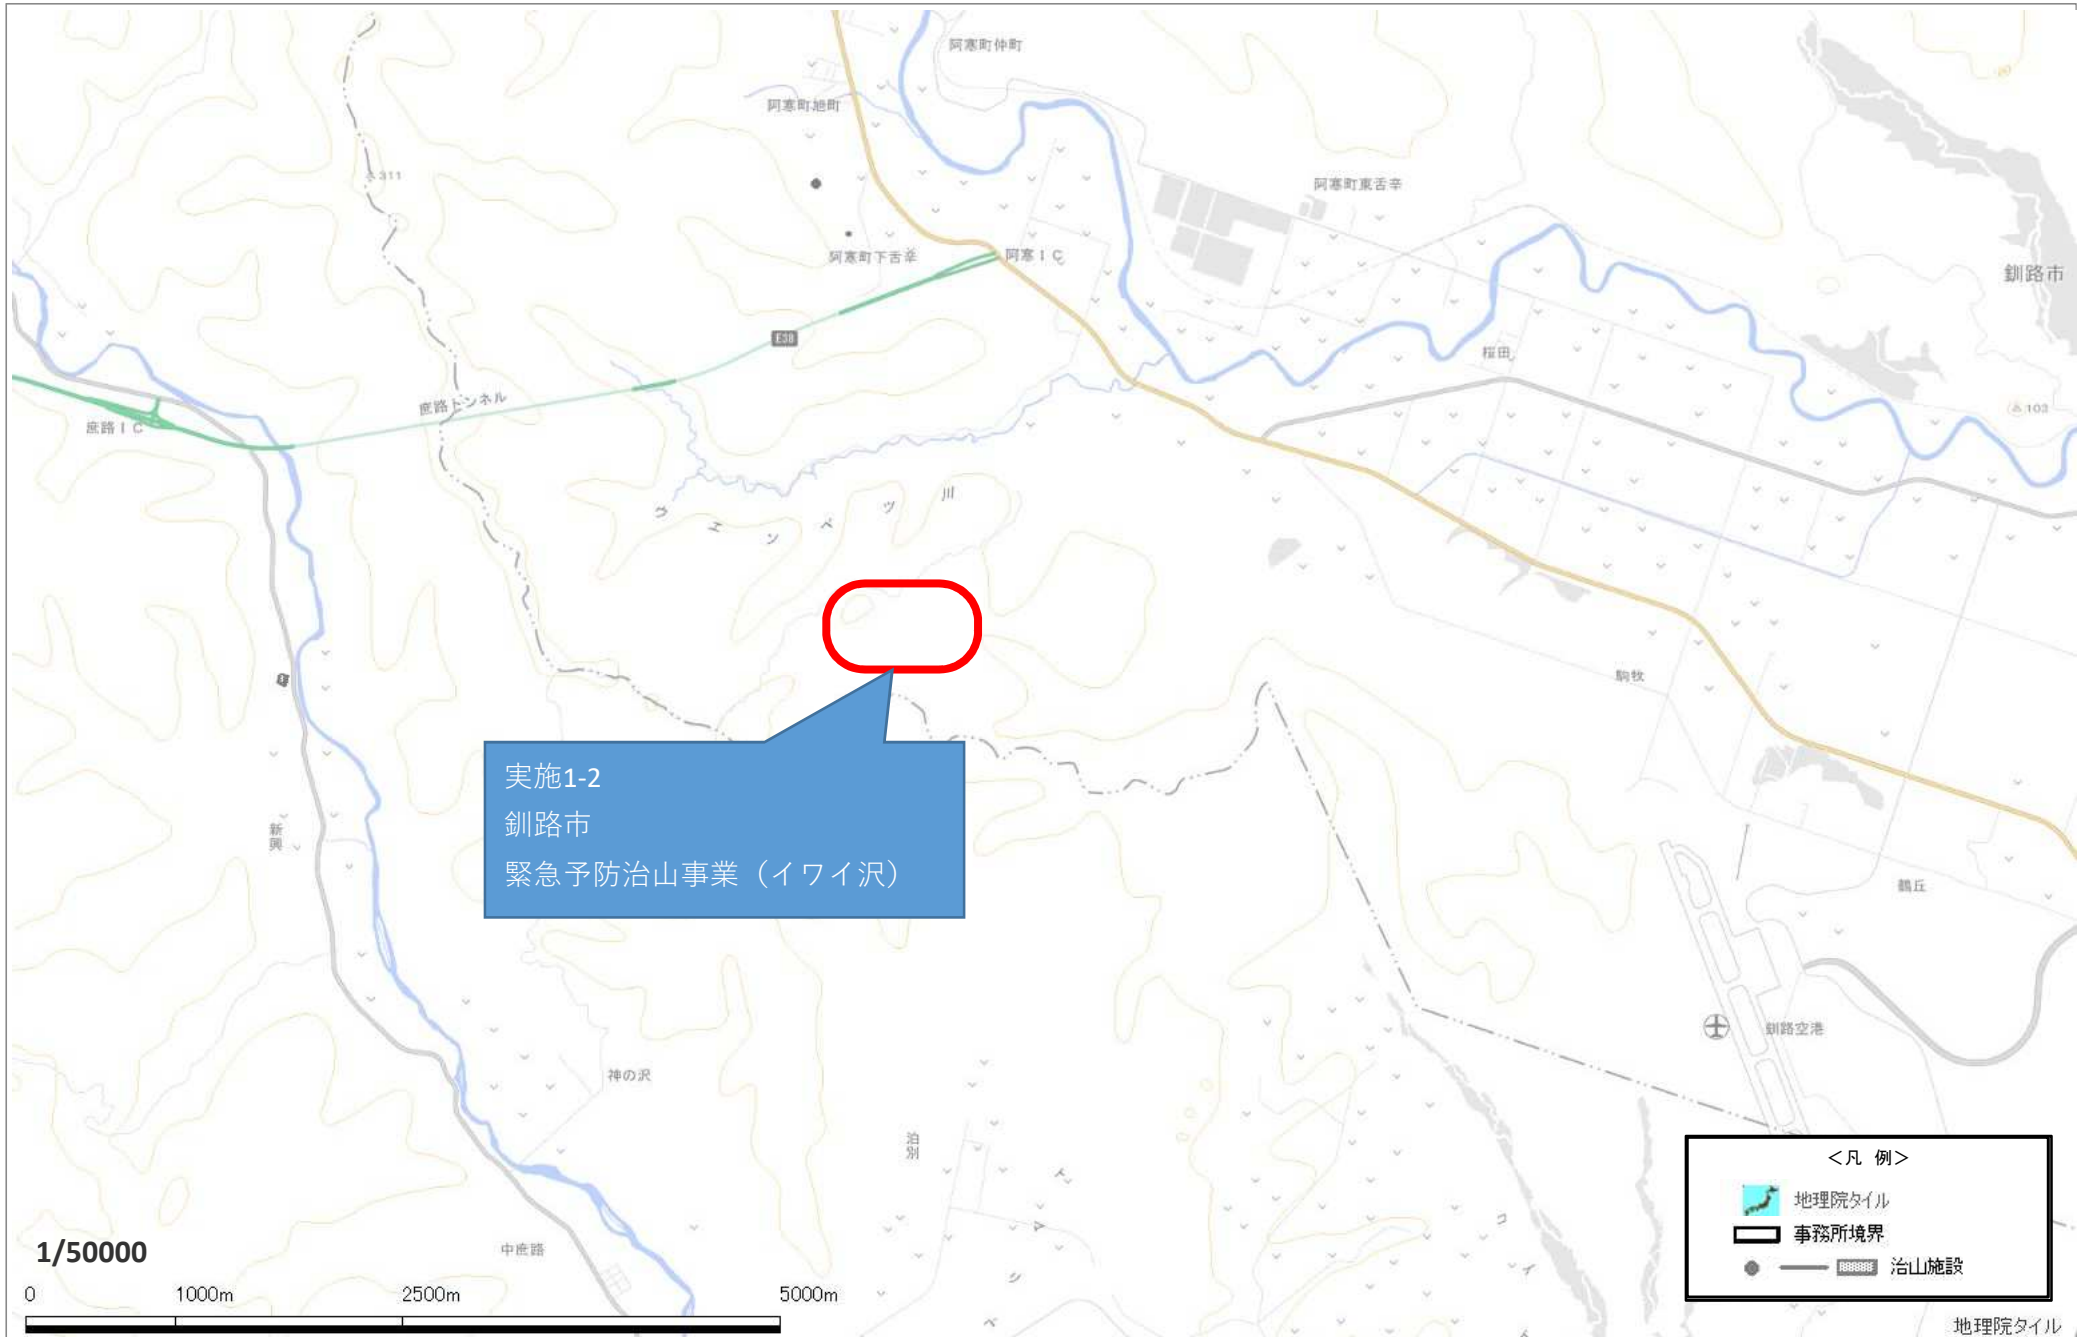 阿寒町仲町
阿寒町旭町
311
阿寒町東舌辛
阿寒町下舌辛
阿寒IC
釧路市
E38
桜田
庶路トンネル
庶路IC
103
ウエンベツ川
駒牧
実施1-2
釧路市
緊急予防治山事業（イワイ沢）
新興
鶴丘
釧路空港
神の沢
泊別
中庶路
＜凡 例＞
地理院タイル
事務所境界
治山施設
1/50000
0 1000m 2500m 5000m
地理院タイル